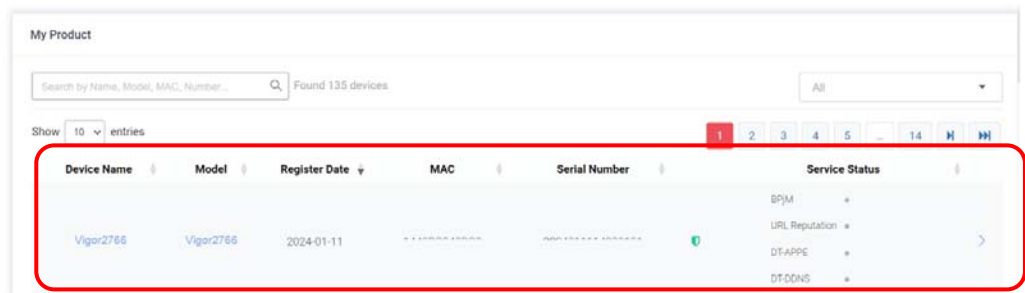 My Product
Search by Name, Model, MAC, Number... Found 135 devices All
Show 10 entries 1 2 3 4 5 ... 14
Device Name Model Register Date MAC Serial Number Service Status
BPjM
URL Reputation
Vigor2766 Vigor2766 2024-01-11
DT-APPE
DT-DDNS